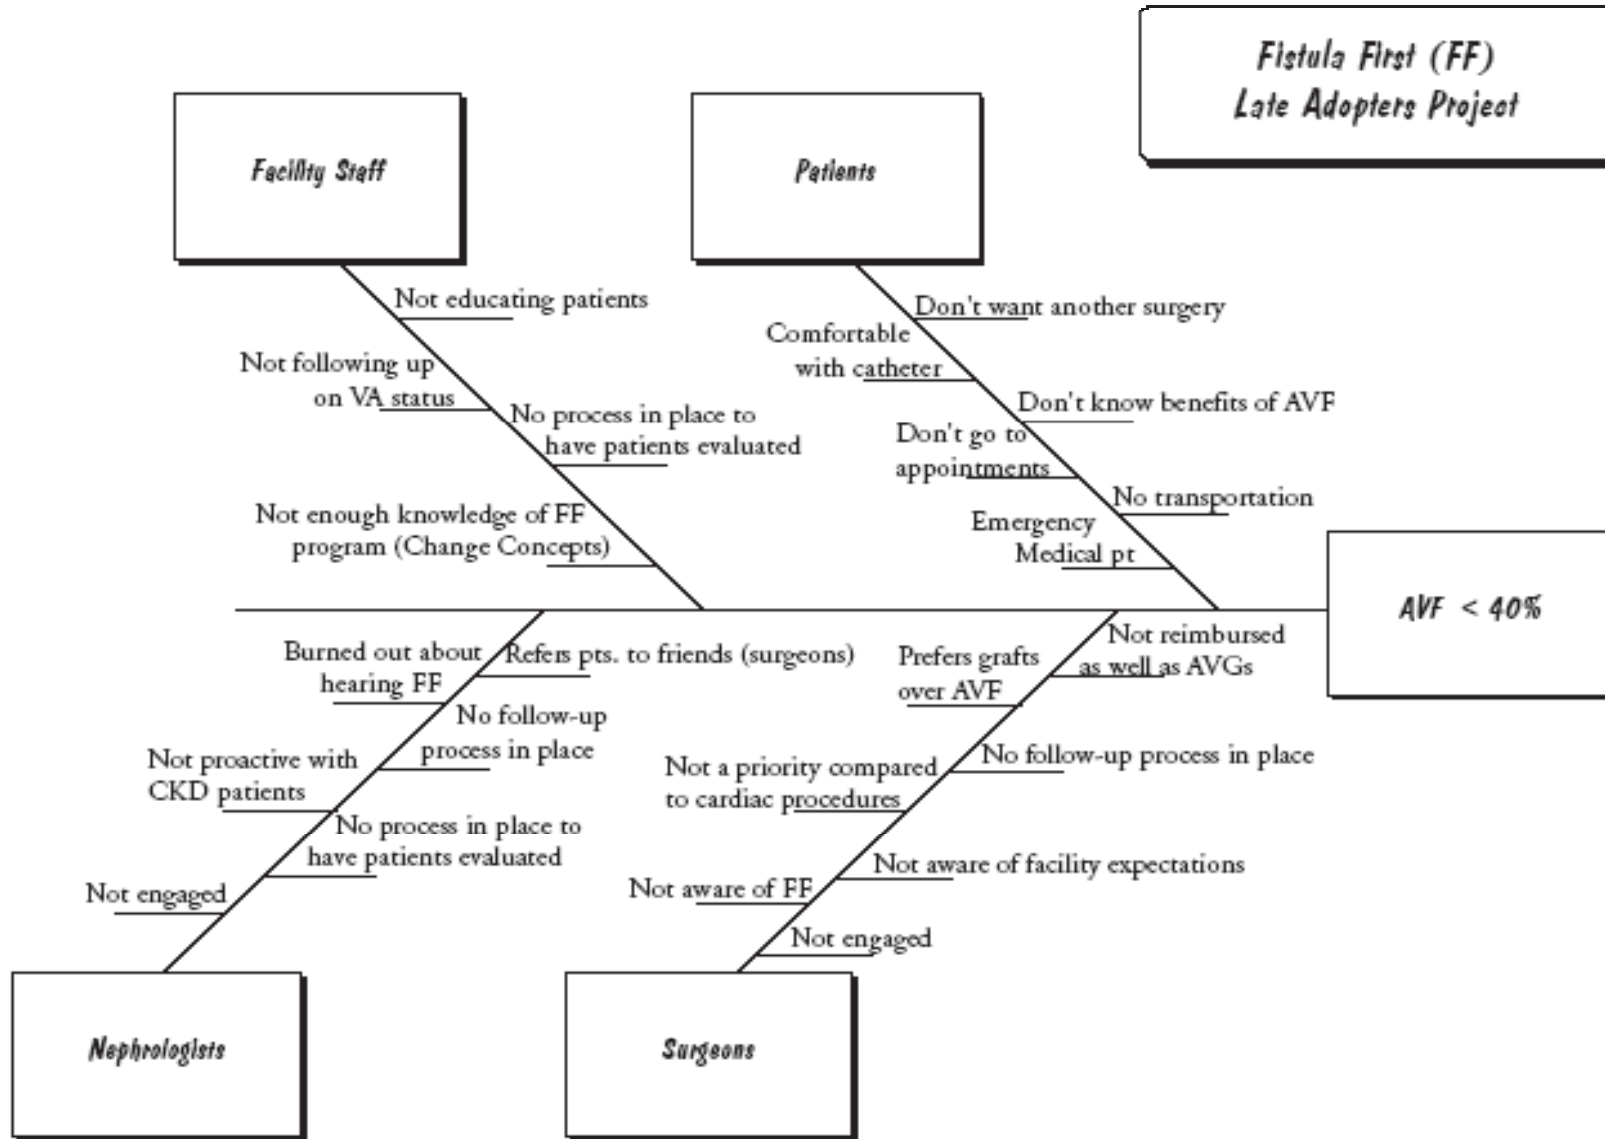 Fistula First (FF)
Late Adopters Project
Facility Staff
Patients
Not educating patients
Not following up
on VA status
No process in place to
have patients evaluated
Not enough knowledge of FF
program (Change Concepts)
Don't want another surgery
Comfortable
with catheter
Don't know benefits of AVF
Don't go to
appointments
No transportation
Emergency
Medical pt
AVF < 40%
Burned out about
hearing FF
Refers pts. to friends (surgeons)
No follow-up
process in place
Not proactive with
CKD patients
No process in place to
have patients evaluated
Not engaged
Not reimbursed
as well as AVGs
Prefers grafts
over AVF
No follow-up process in place
Not a priority compared
to cardiac procedures
Not aware of facility expectations
Not aware of FF
Not engaged
Nephrologists
Surgeons